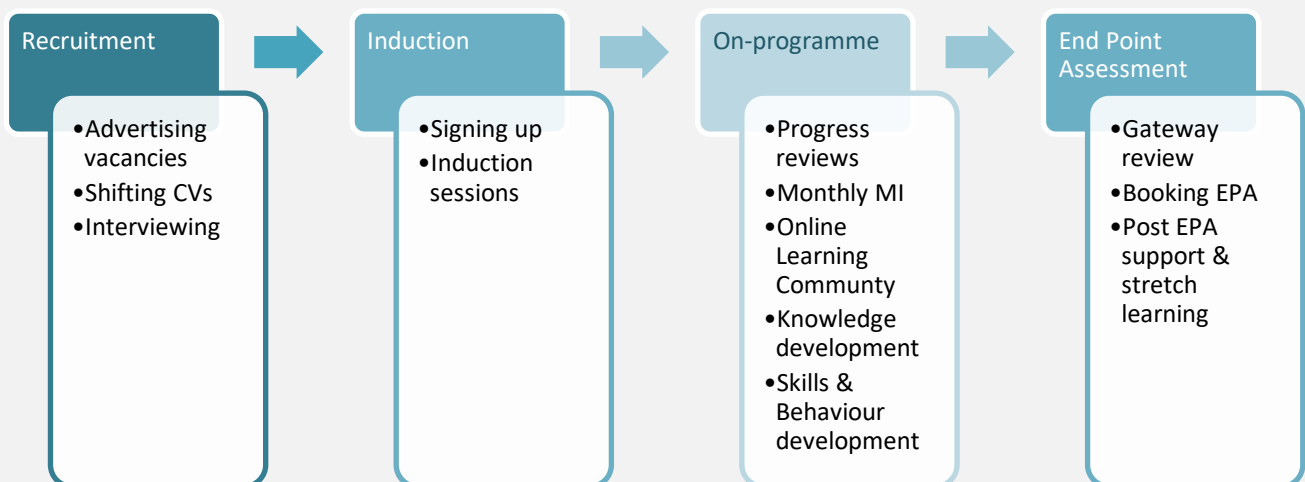 Recruitment
•Advertising
vacancies
•Shifting CVs
•Interviewing
Induction
•Signing up
•Induction
sessions
On-programme
•Progress
reviews
•Monthly MI
•Online
Learning
Communty
•Knowledge
development
•Skills &
Behaviour
development
End Point
Assessment
•Gateway
review
•Booking EPA
•Post EPA
support &
stretch
learning